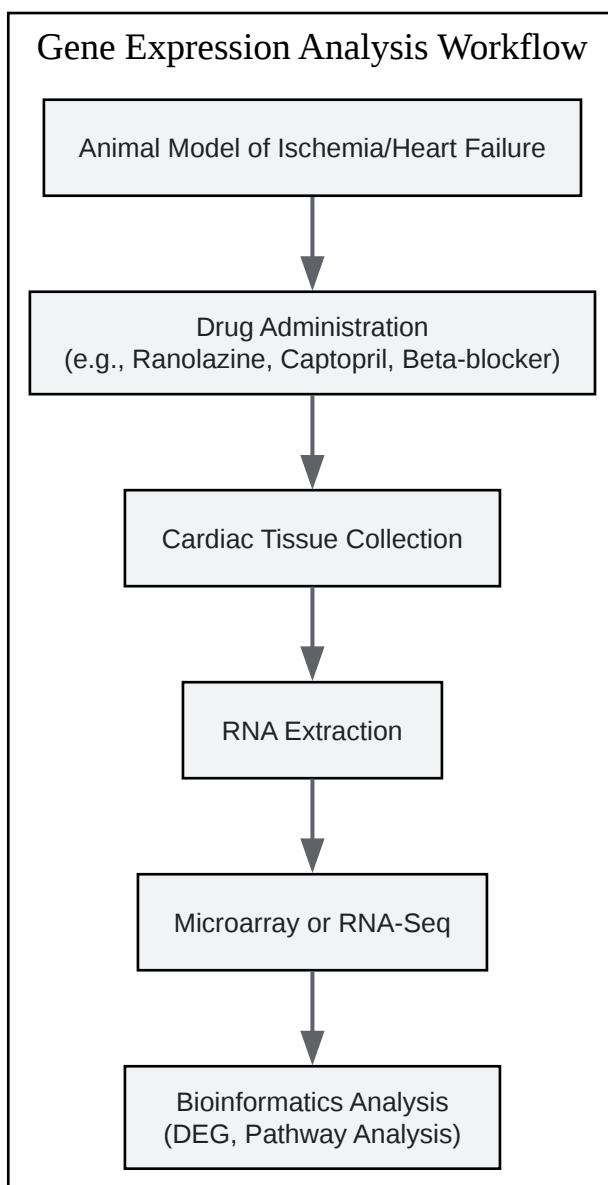 Gene Expression Analysis Workflow
Animal Model of Ischemia/Heart Failure
Drug Administration
(e.g., Ranolazine, Captopril, Beta-blocker)
Cardiac Tissue Collection
RNA Extraction
Microarray or RNA-Seq
Bioinformatics Analysis
(DEG, Pathway Analysis)